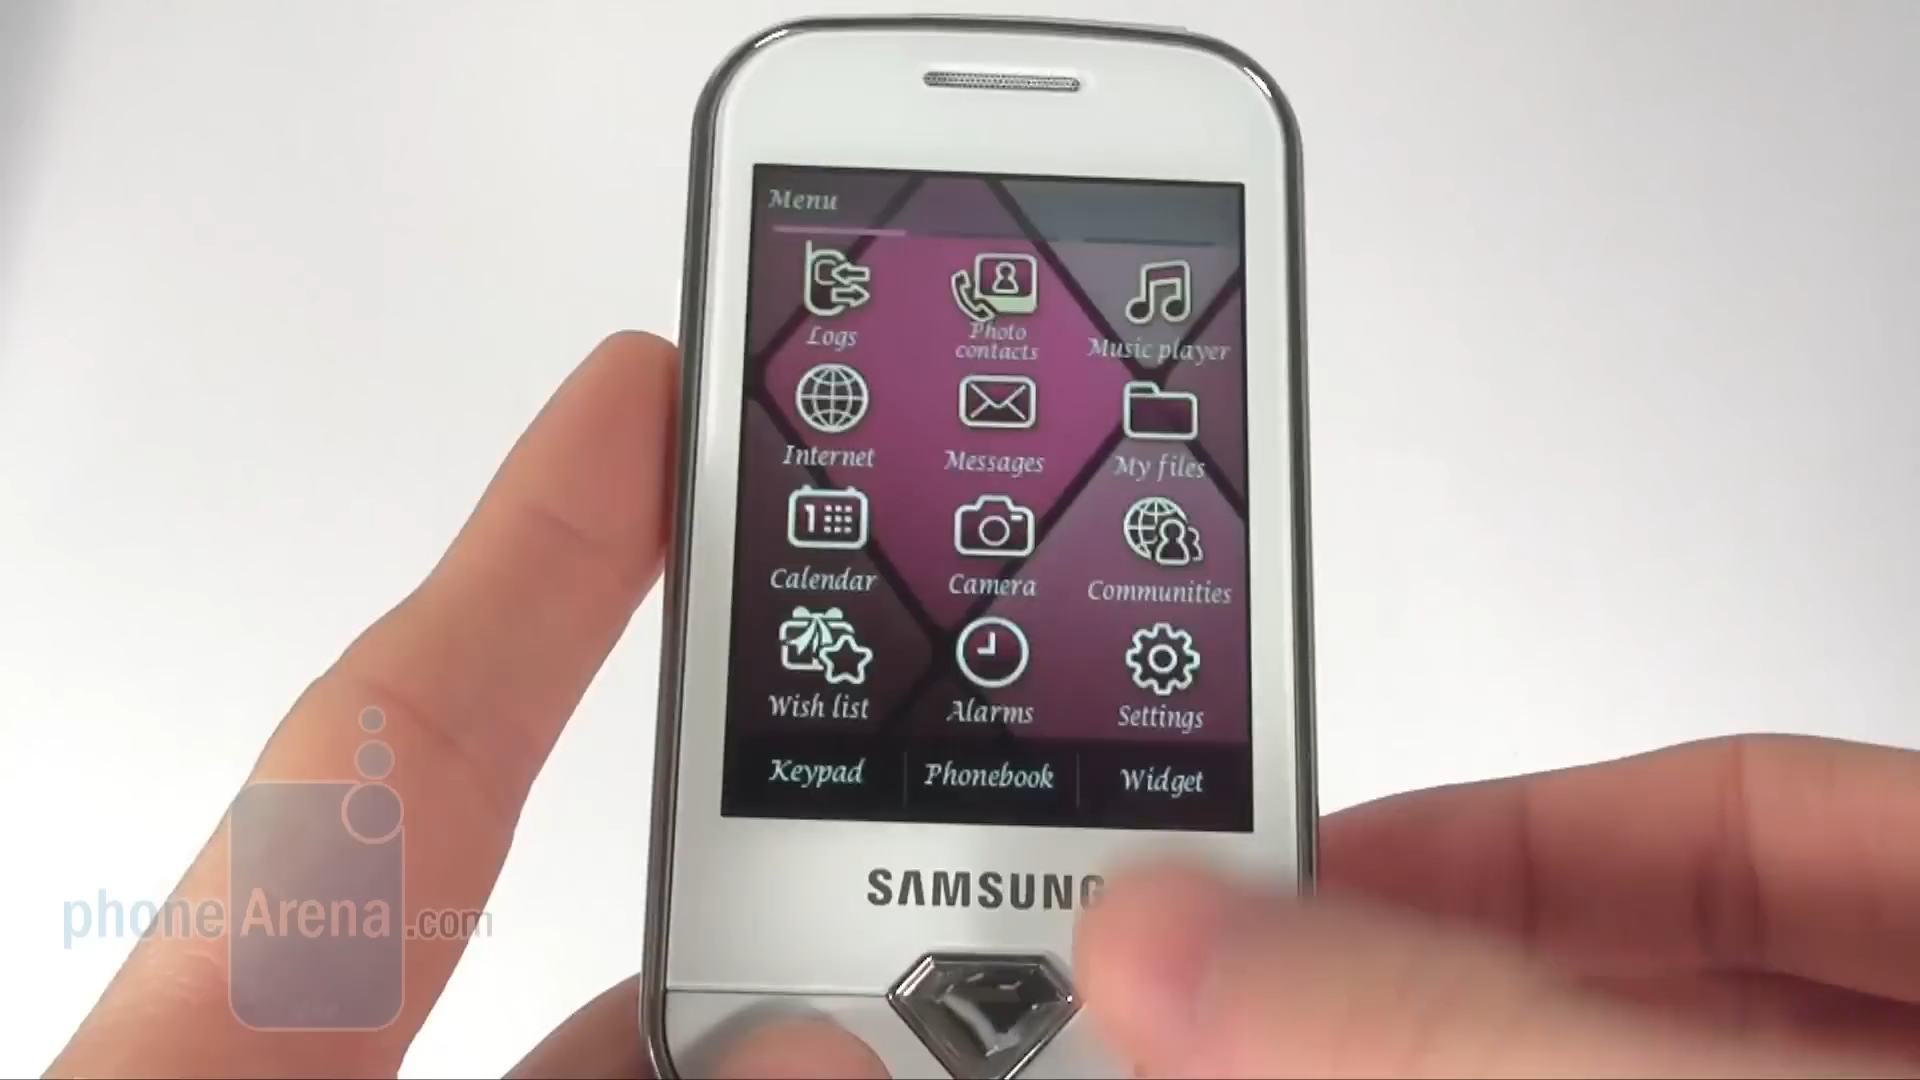 Menu
Logs
Photo
contacts
Music player
Internet
Messages
My files
1
Calendar
Camera
Communities
Wish list
Alarms
Settings
Keypad
Phonebook
Widget
SAMSUNG
phoneArena.com